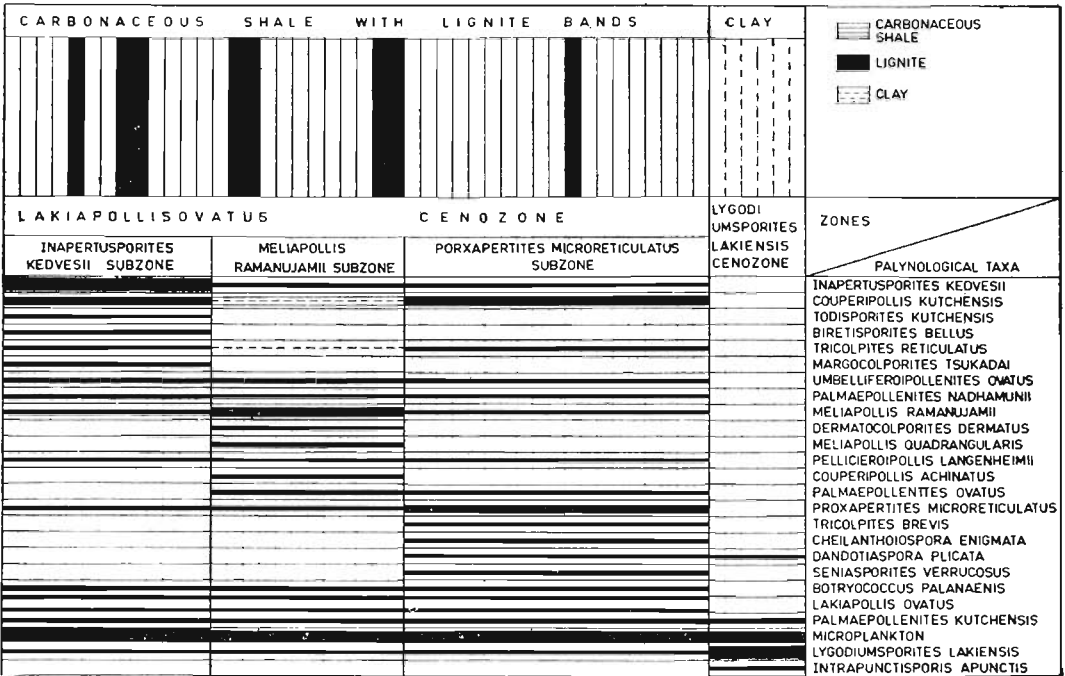 CARBONACEOUS SHALE WITH LIGNITE BANDS
CLAY
CARBONACEOUS
SHALE
LIGNITE
CLAY
LAKIAPOLLISOVATUS CENOZONE
LYGODI
UMSPORITES
LAKIENSIS
CENOZONE
ZONES
PALYNOLOGICAL TAXA
INAPERTUSPORITES
KEDVESII SUBZONE
MELIAPOLLIS
RAMANUJAMII SUBZONE
PORXAPERTITES MICRORETICULATUS
SUBZONE
INAPERTUSPORITES KEDVESII
COUPERIPOLLIS KUTCHENSIS
TODISPORITES KUTCHENSIS
BIRETISPORITES BELLUS
TRICOLPITES RETICULATUS
MARGOCOLPORITES TSUKADAI
UMBELLIFEROIPOLLENITES OVATUS
PALMAEPOLLENITES NADHAMUNII
MELIAPOLLIS RAMANUJAMII
DERMATOCOLPORITES DERMATUS
MELIAPOLLIS QUADRANGULARIS
PELLICIEROIPOLLIS LANGENHEIMII
COUPERIPOLLIS ACHINATUS
PALMAEPOLLENITES OVATUS
PROXAPERTITES MICRORETICULATUS
TRICOLPITES BREVIS
CHEILANTHOIOSPORA ENIGMATA
DANDOTIASPORA PLICATA
SENIASPORITES VERRUCOSUS
BOTRYOCOCCUS PALANAENIS
LAKIAPOLLIS OVATUS
PALMAEPOLLENITES KUTCHENSIS
MICROPLANKTON
LYGODIUMSPORITES LAKIENSIS
INTRAPUNCTISPORIS APUNCTIS